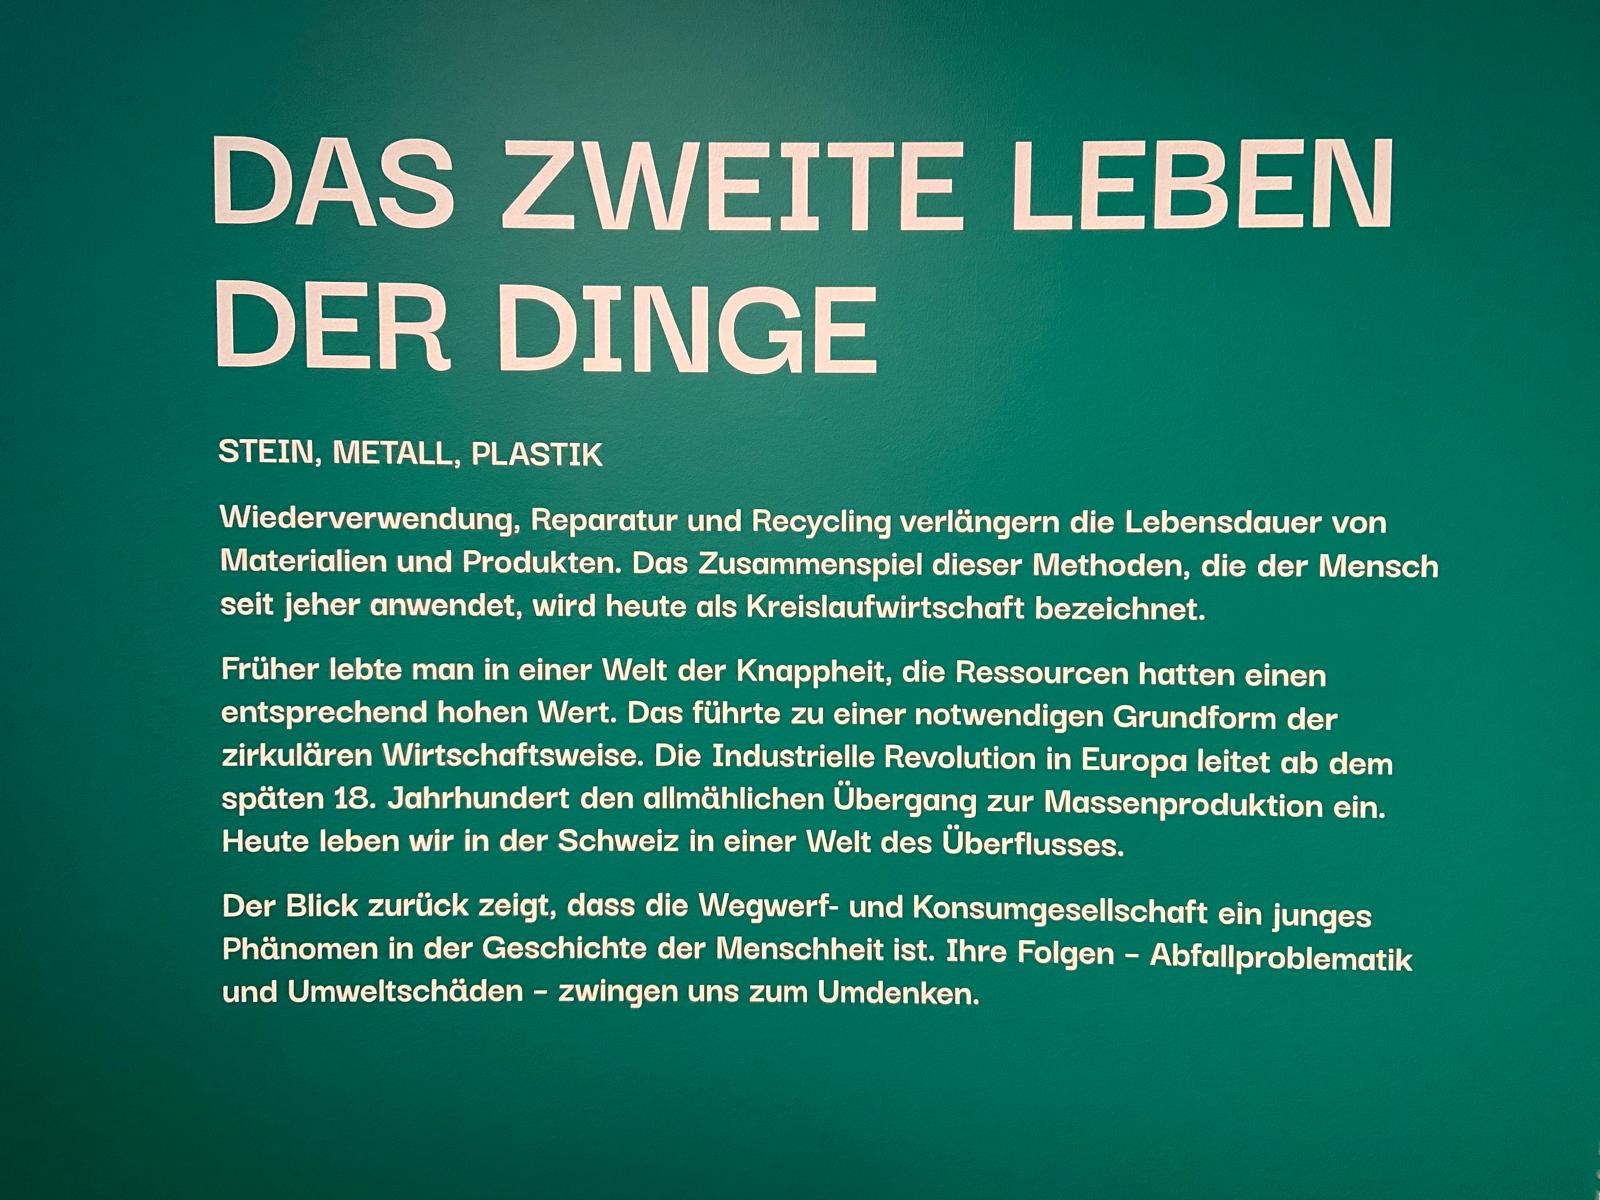 DAS ZWEITE LEBEN
DER DINGE
STEIN, METALL, PLASTIK
Wiederverwendung, Reparatur und Recycling verlängern die Lebensdauer von
Materialien und Produkten. Das Zusammenspiel dieser Methoden, die der Mensch
seit jeher anwendet, wird heute als Kreislaufwirtschaft bezeichnet.
Früher lebte man in einer Welt der Knappheit, die Ressourcen hatten einen
entsprechend hohen Wert. Das führte zu einer notwendigen Grundform der
zirkulären Wirtschaftsweise. Die Industrielle Revolution in Europa leitet ab dem
späten 18. Jahrhundert den allmählichen Übergang zur Massenproduktion ein.
Heute leben wir in der Schweiz in einer Welt des Überflusses.
Der Blick zurück zeigt, dass die Wegwerf- und Konsumgesellschaft ein junges
Phänomen in der Geschichte der Menschheit ist. Ihre Folgen – Abfallproblematik
und Umweltschäden – zwingen uns zum Umdenken.